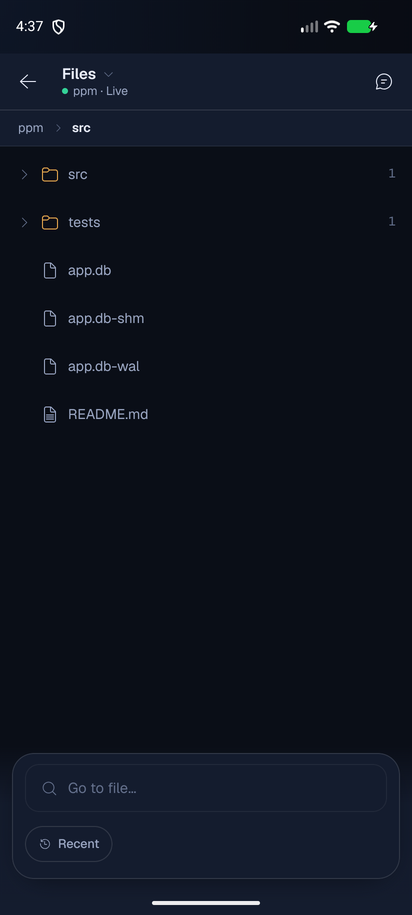 4:37
Files
ppm · Live
ppm > src
src 1
tests 1
app.db
app.db-shm
app.db-wal
README.md
Go to file...
Recent